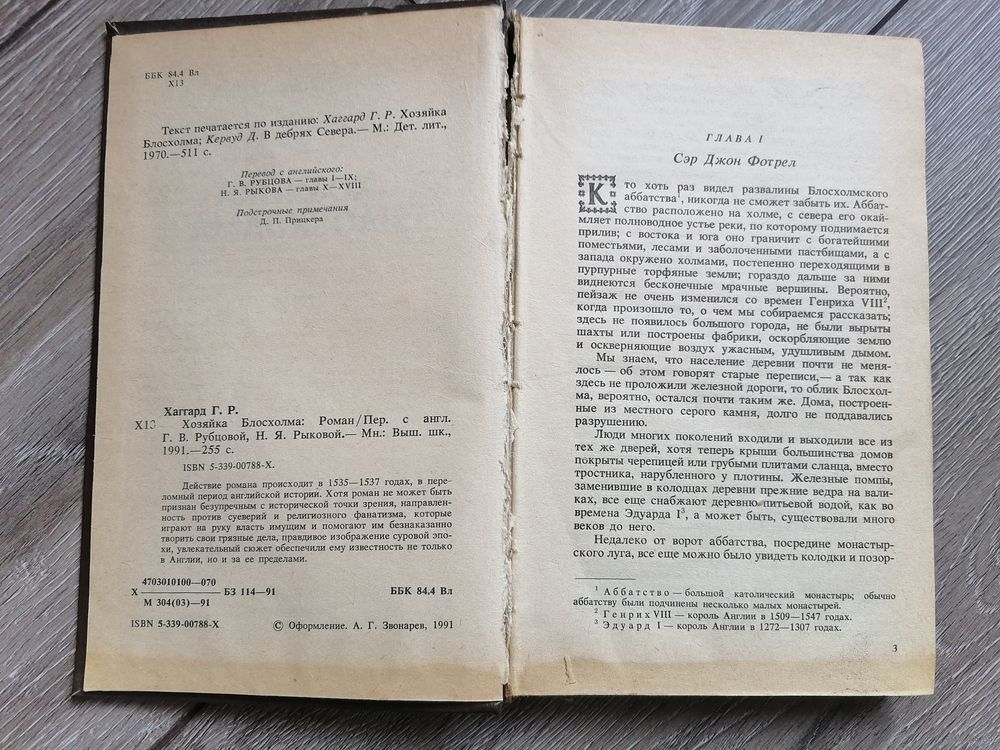 ББК 84.4 Вл
Х13
Текст печатается по изданию: Хаггард Г. Р. Хозяйка
Блосхолма; Кервуд Д. В дебрях Севера.— М.: Дет. лит.,
1970.—511 с.
Перевод с английского:
Г. В. РУБЦОВА — главы I—IX;
Н. Я. РЫКОВА — главы X—XVIII
Подстрочные примечания
Д. П. Прицкера
Хаггард Г. Р.
Х13 Хозяйка Блосхолма: Роман/Пер. с англ.
Г. В. Рубцовой, Н. Я. Рыковой.— Мн.: Выш. шк.,
1991.—255 с.
ISBN 5-339-00788-X.
Действие романа происходит в 1535—1537 годах, в пере-
ломный период английской истории. Хотя роман не может быть
признан безупречным с исторической точки зрения, направлен-
ность против суеверий и религиозного фанатизма, которые
играют на руку власть имущим и помогают им безнаказанно
творить свои грязные дела, правдивое изображение суровой эпо-
хи, увлекательный сюжет обеспечили ему известность не только
в Англии, но и за ее пределами.
4703010100—070
Х БЗ 114—91 ББК 84.4 Вл
М 304(03)—91
ISBN 5-339-00788-X © Оформление. А. Г. Звонарев, 1991
ГЛАВА I
Сэр Джон Фотрел
Кто хоть раз видел развалины Блосхолмского
аббатства1, никогда не сможет забыть их. Аббат-
ство расположено на холме, с севера его окай-
мляет полноводное устье реки, по которому поднимается
прилив; с востока и юга оно граничит с богатейшими
поместьями, лесами и заболоченными пастбищами, а с
запада окружено холмами, постепенно переходящими в
пурпурные торфяные земли; гораздо дальше за ними
виднеются бесконечные мрачные вершины. Вероятно,
пейзаж не очень изменился со времен Генриха VIII2,
когда произошло то, о чем мы собираемся рассказать;
здесь не появилось большого города, не были вырыты
шахты или построены фабрики, оскорбляющие землю
и оскверняющие воздух ужасным, удушливым дымом.
Мы знаем, что население деревни почти не меня-
лось — об этом говорят старые переписи,— а так как
здесь не проложили железной дороги, то облик Блосхол-
ма, вероятно, остался почти таким же. Дома, построен-
ные из местного серого камня, долго не поддавались
разрушению.
Люди многих поколений входили и выходили все из
тех же дверей, хотя теперь крыши большинства домов
покрыты черепицей или грубыми плитами сланца, вместо
тростника, нарубленного у плотины. Железные помпы,
заменившие в колодцах деревни прежние ведра на вали-
ках, все еще снабжают деревню питьевой водой, как во
времена Эдуарда I3, а может быть, существовали много
веков до него.
Недалеко от ворот аббатства, посредине монастыр-
ского луга, все еще можно было увидеть колодки и позор-
1 Аббатство — большой католический монастырь; обычно
аббатству были подчинены несколько малых монастырей.
2 Генрих VIII — король Англии в 1509—1547 годах.
3 Эдуард I — король Англии в 1272—1307 годах.
3